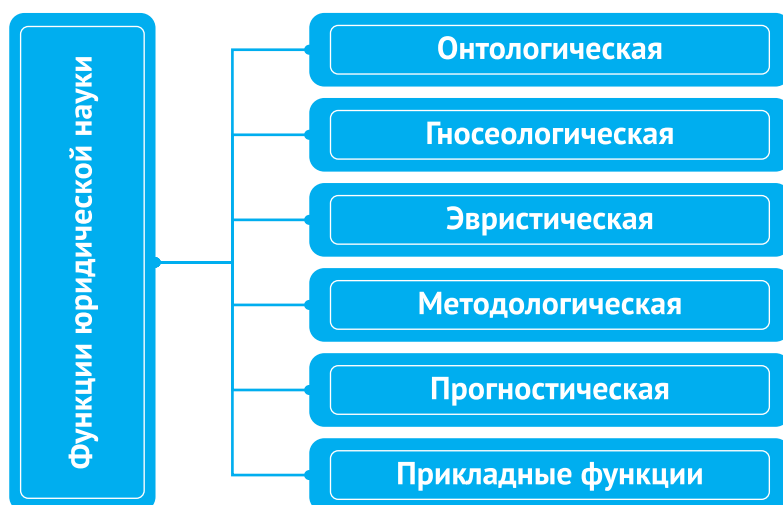 Функции юридической науки
Онтологическая
Гносеологическая
Эвристическая
Методологическая
Прогностическая
Прикладные функции